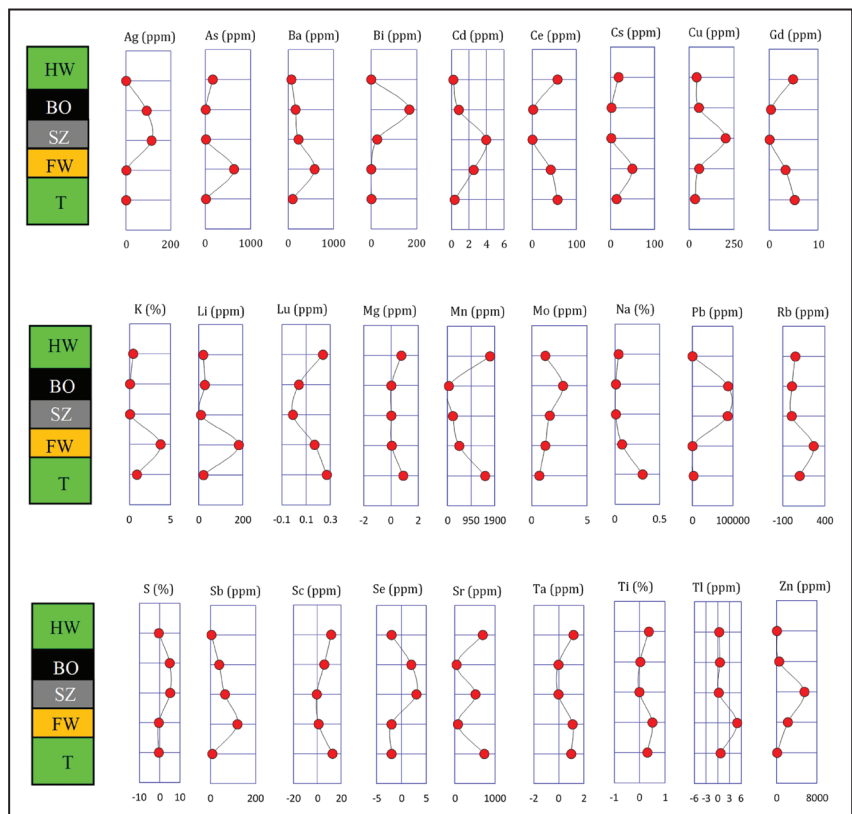 Ag (ppm) As (ppm) Ba (ppm) Bi (ppm) Cd (ppm) Ce (ppm) Cs (ppm) Cu (ppm) Gd (ppm)
HW
BO
SZ
FW
T
0 200 0 1000 0 1000 0 200 0 2 4 6 0 100 0 100 0 250 0 10
K (%) Li (ppm) Lu (ppm) Mg (ppm) Mn (ppm) Mo (ppm) Na (%) Pb (ppm) Rb (ppm)
HW
BO
SZ
FW
T
0 5 0 200 -0.1 0.1 0.3 -2 0 2 0 950 1900 0 5 0 0.5 0 100000 -100 400
S (%) Sb (ppm) Sc (ppm) Se (ppm) Sr (ppm) Ta (ppm) Ti (%) Tl (ppm) Zn (ppm)
HW
BO
SZ
FW
T
-10 0 10 0 200 -20 0 20 -5 0 5 0 1000 -2 0 2 -1 0 1 -6 -3 0 3 6 0 8000